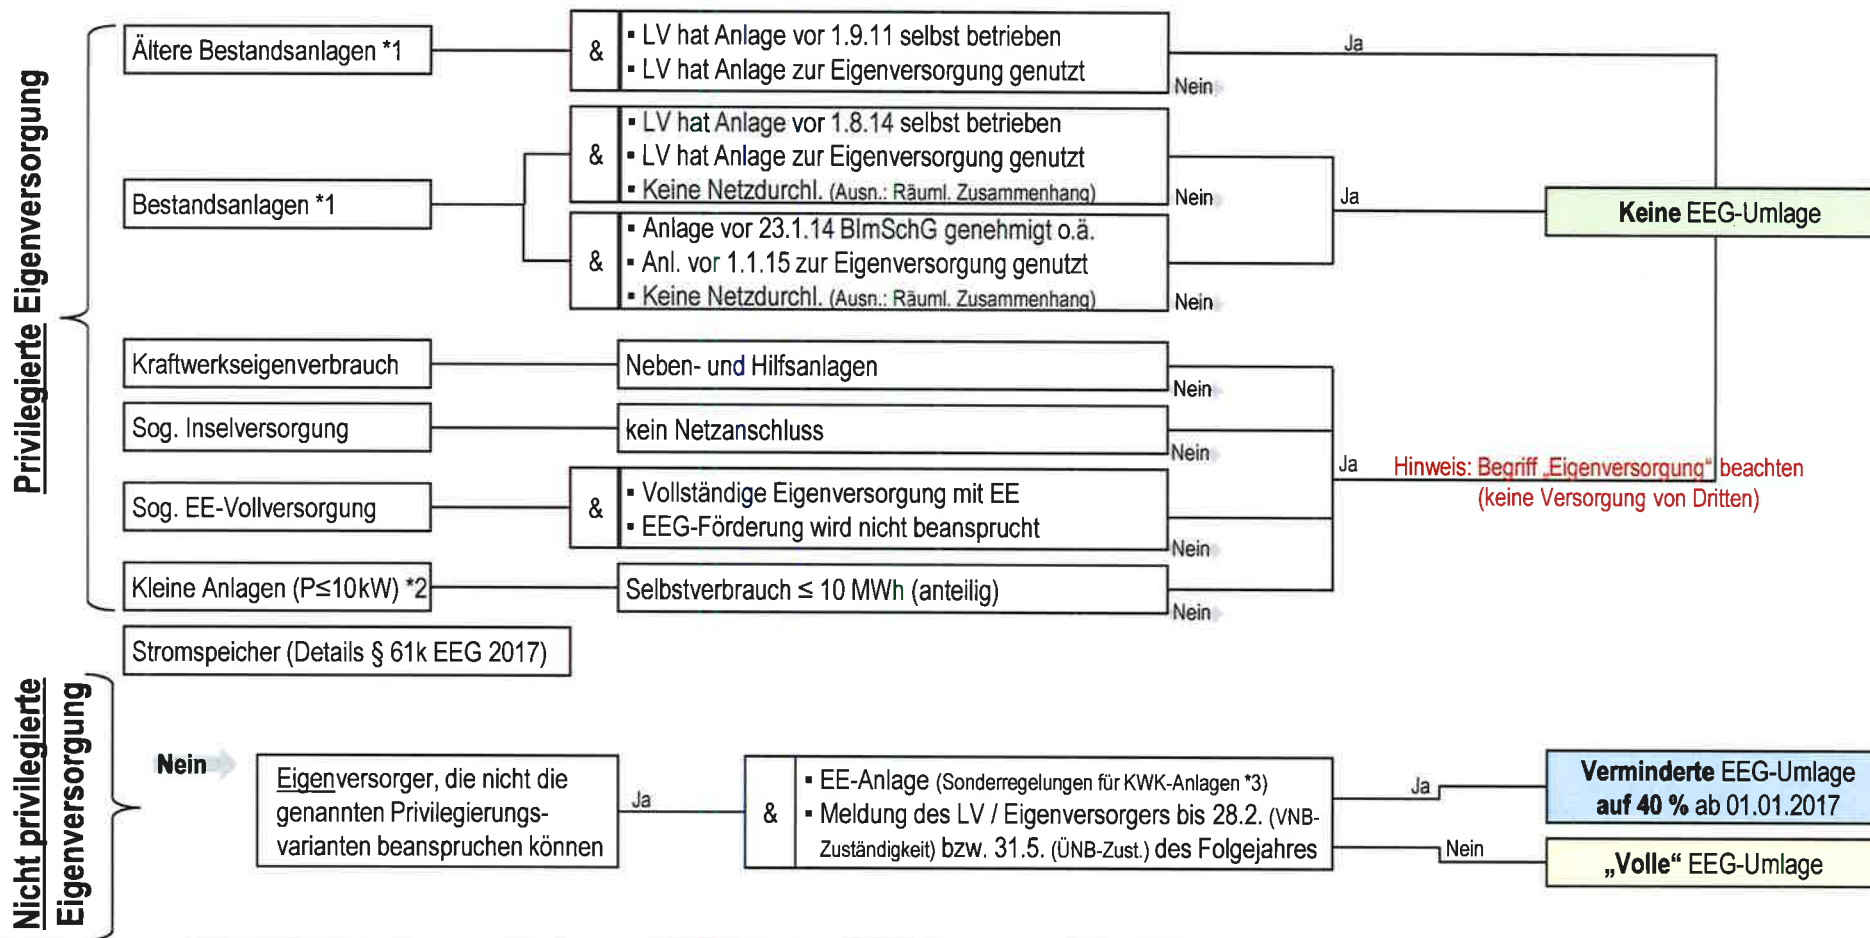 Privilegierte Eigenversorgung
Ältere Bestandsanlagen *1
&
▪ LV hat Anlage vor 1.9.11 selbst betrieben
▪ LV hat Anlage zur Eigenversorgung genutzt
Ja
Nein
Bestandsanlagen *1
&
▪ LV hat Anlage vor 1.8.14 selbst betrieben
▪ LV hat Anlage zur Eigenversorgung genutzt
▪ Keine Netzdurchl. (Ausn.: Räuml. Zusammenhang)
Nein
&
▪ Anlage vor 23.1.14 BImSchG genehmigt o.ä.
▪ Anl. vor 1.1.15 zur Eigenversorgung genutzt
▪ Keine Netzdurchl. (Ausn.: Räuml. Zusammenhang)
Nein
Ja
Keine EEG-Umlage
Kraftwerkseigenverbrauch
Neben- und Hilfsanlagen
Nein
Sog. Inselversorgung
kein Netzanschluss
Nein
Sog. EE-Vollversorgung
&
▪ Vollständige Eigenversorgung mit EE
▪ EEG-Förderung wird nicht beansprucht
Nein
Ja
Hinweis: Begriff „Eigenversorgung“ beachten
(keine Versorgung von Dritten)
Kleine Anlagen (P≤10kW) *2
Selbstverbrauch ≤ 10 MWh (anteilig)
Nein
Stromspeicher (Details § 61k EEG 2017)
Nicht privilegierte
Eigenversorgung
Nein
Eigenversorger, die nicht die
genannten Privilegierungs-
varianten beanspruchen können
Ja
&
▪ EE-Anlage (Sonderregelungen für KWK-Anlagen *3)
▪ Meldung des LV / Eigenversorgers bis 28.2. (VNB-
Zuständigkeit) bzw. 31.5. (ÜNB-Zust.) des Folgejahres
Ja
Verminderte EEG-Umlage
auf 40 % ab 01.01.2017
Nein
„Volle“ EEG-Umlage